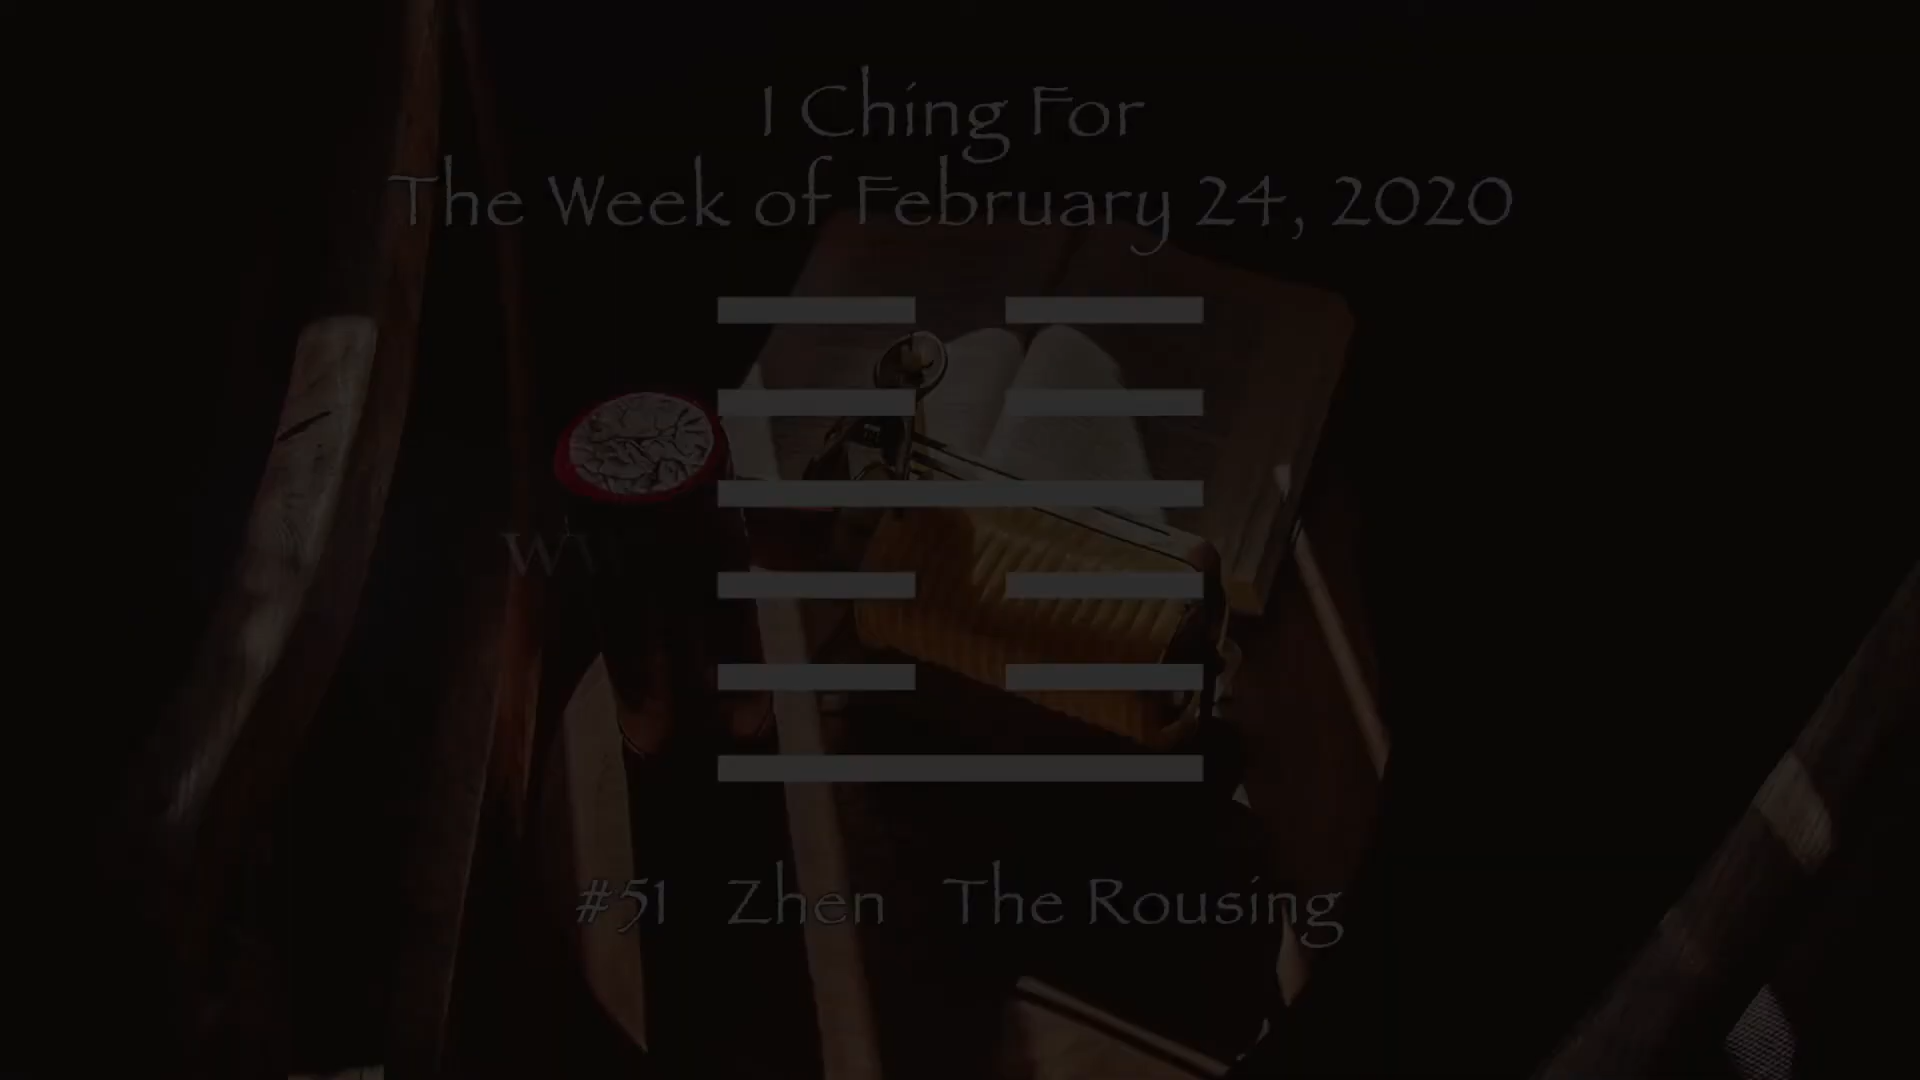 I Ching For
The Week of February 24, 2020
#51 Zhen The Rousing